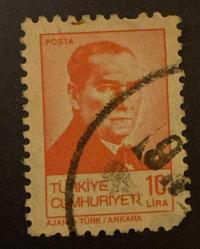 POSTA
TÜRKİYE
CUMHURİYETİ
10
LİRA
AJANS - TÜRK / ANKARA